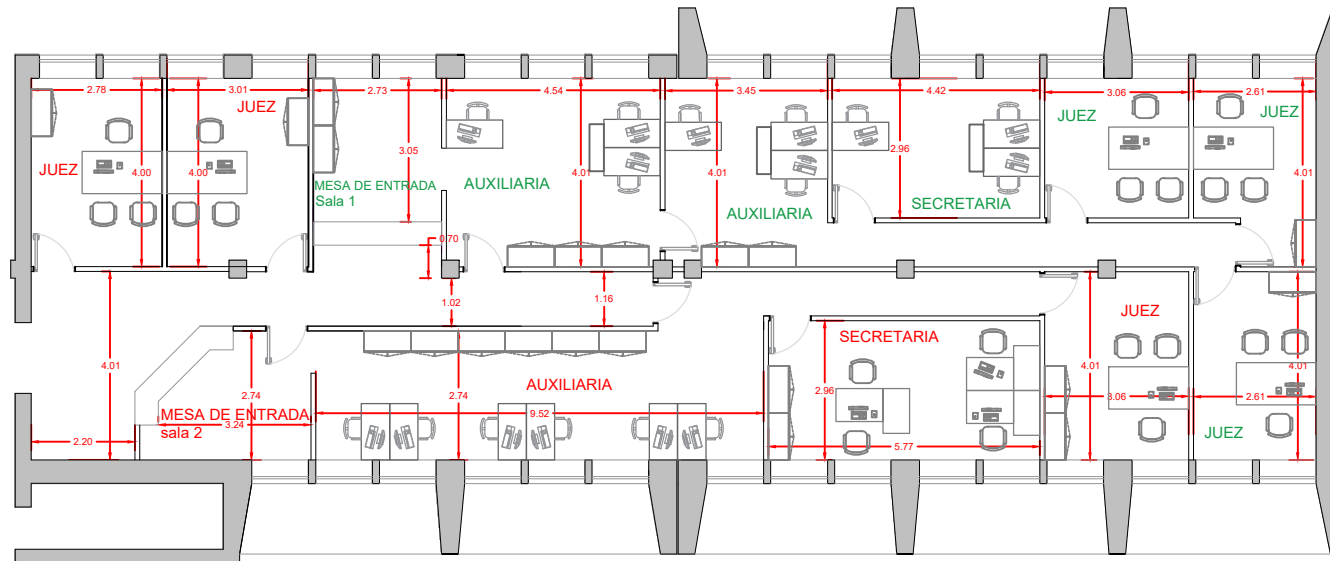 2.78
3.01
2.73
4.54
3.45
4.42
3.06
2.61
JUEZ
JUEZ
JUEZ
JUEZ
4.00
4.00
3.05
4.01
4.01
2.96
4.01
MESA DE ENTRADA
Sala 1
AUXILIARIA
AUXILIARIA
SECRETARIA
0.70
1.02
1.16
4.01
2.74
MESA DE ENTRADA
3.24
sala 2
2.74
AUXILIARIA
9.52
SECRETARIA
2.96
5.77
JUEZ
4.01
3.06
2.61
4.01
JUEZ
2.20